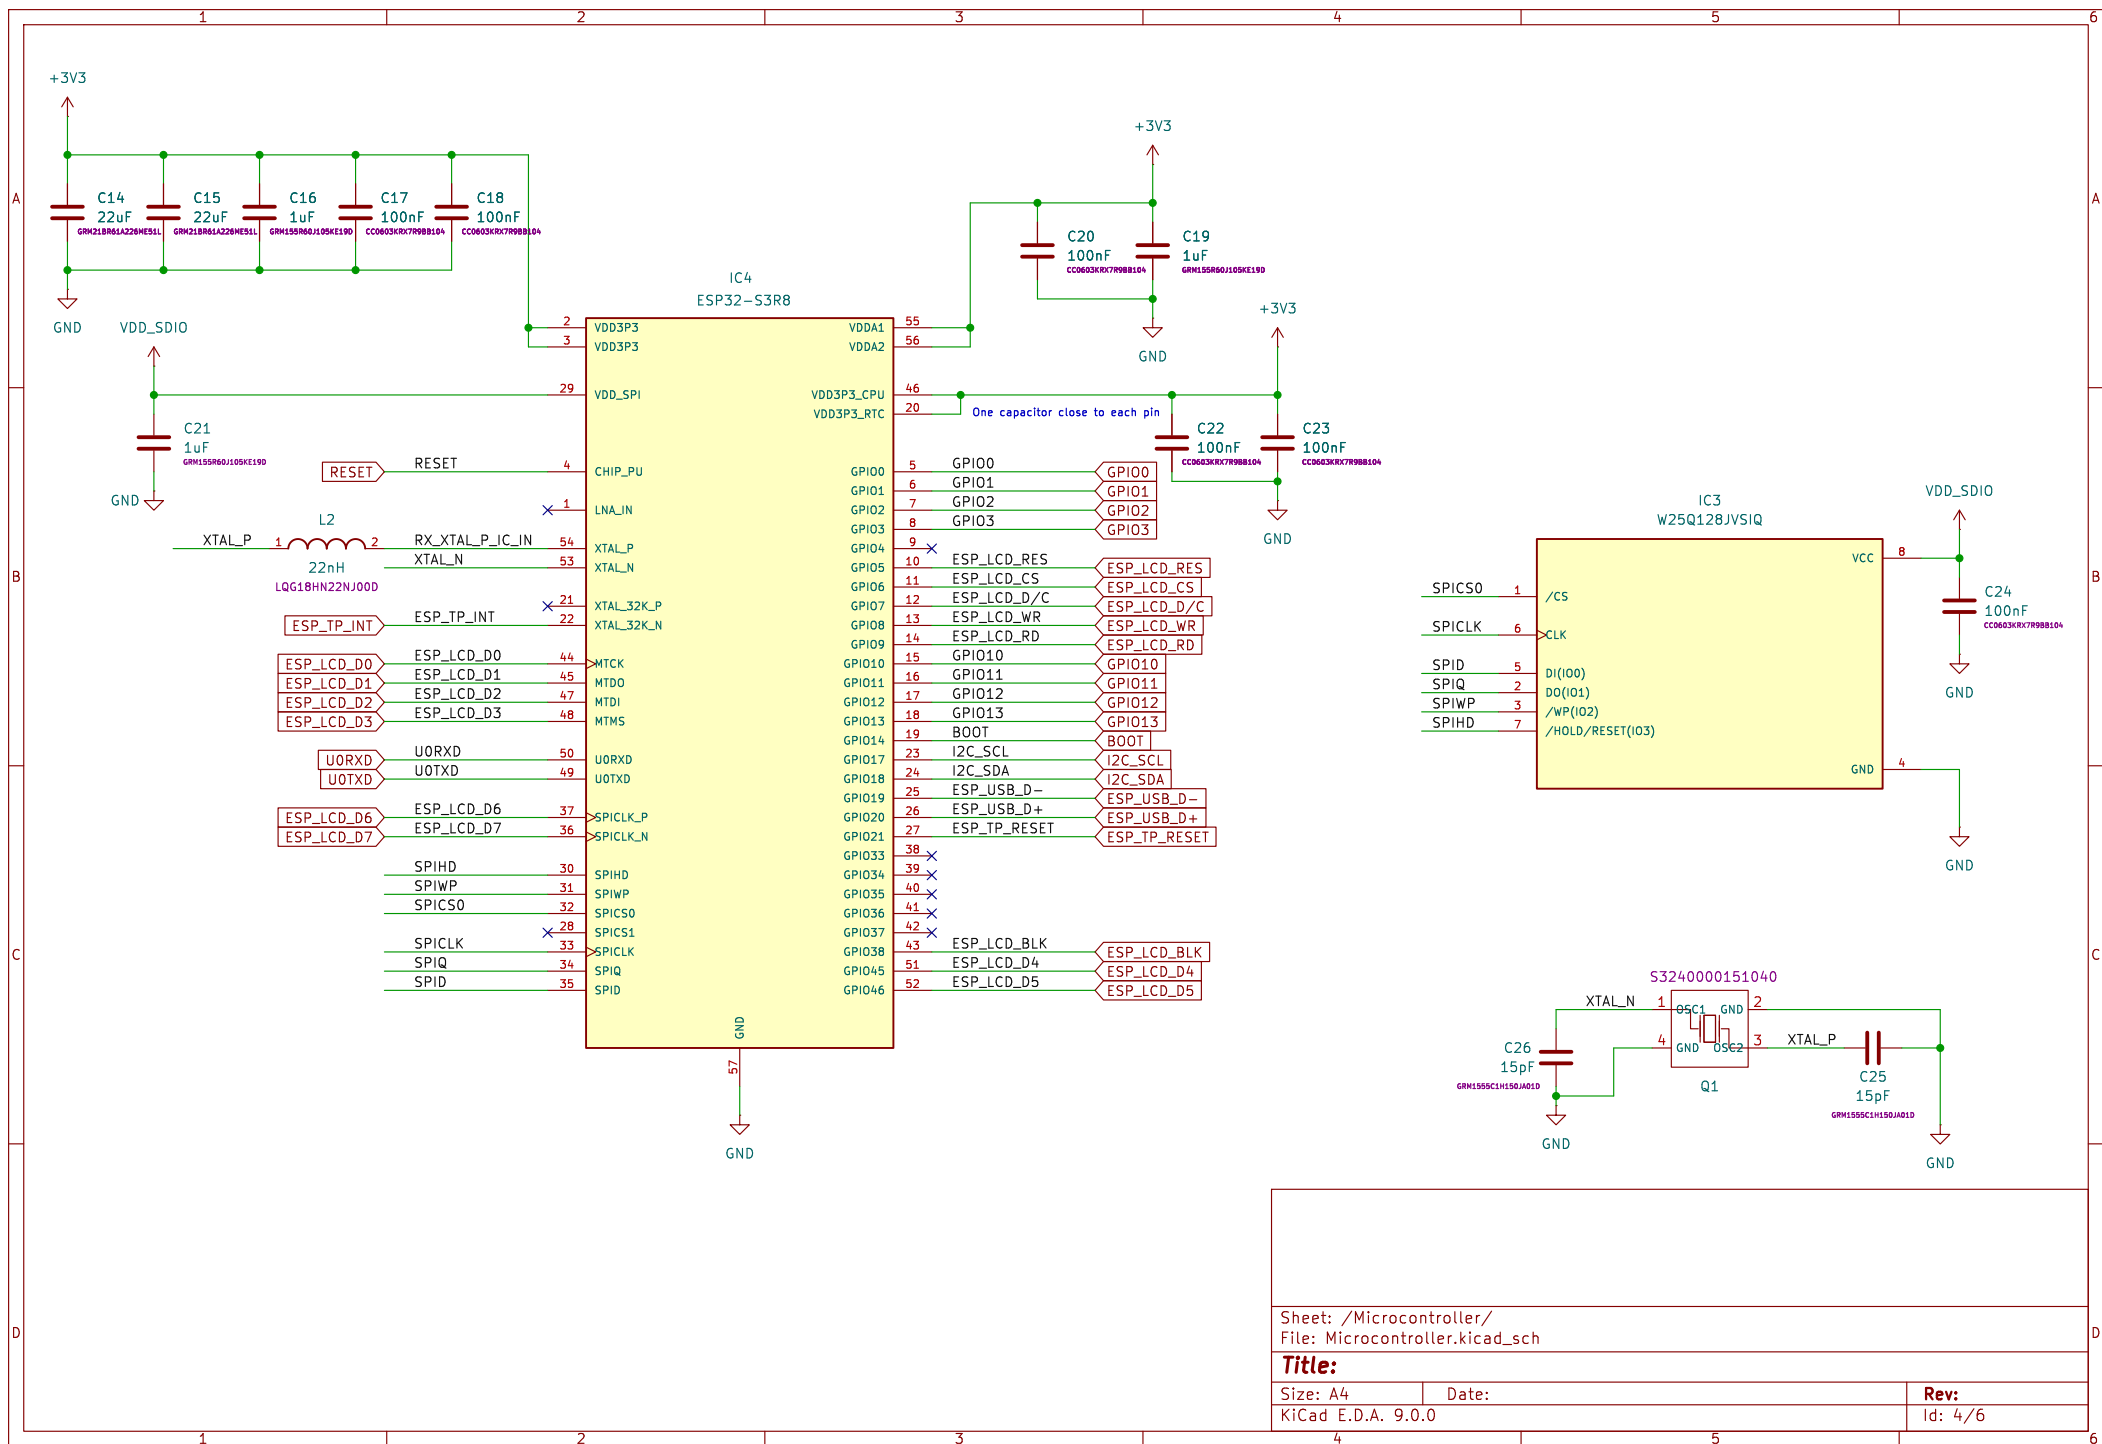 1 2 3 4 5 6
A
A
B
B
C
C
D
D
+3V3
C14
22uF
GRM21BR61A226ME51L
C15
22uF
GRM21BR61A226ME51L
C16
1uF
GRM155R60J105KE19D
C17
100nF
CC0603KRX7R9BB104
C18
100nF
CC0603KRX7R9BB104
GND
VDD_SDIO
C21
1uF
GRM155R60J105KE19D
GND
RESET
RESET
XTAL_P
L2
1
2
22nH
LQG18HN22NJ00D
RX_XTAL_P_IC_IN
XTAL_N
ESP_TP_INT
ESP_TP_INT
ESP_LCD_D0
ESP_LCD_D0
ESP_LCD_D1
ESP_LCD_D1
ESP_LCD_D2
ESP_LCD_D2
ESP_LCD_D3
ESP_LCD_D3
U0RXD
U0RXD
U0TXD
U0TXD
ESP_LCD_D6
ESP_LCD_D6
ESP_LCD_D7
ESP_LCD_D7
SPIHD
SPIWP
SPICS0
SPICLK
SPIQ
SPID
IC4
ESP32-S3R8
2 VDD3P3
3 VDD3P3
29 VDD_SPI
4 CHIP_PU
1 LNA_IN
54 XTAL_P
53 XTAL_N
21 XTAL_32K_P
22 XTAL_32K_N
44 MTCK
45 MTDO
47 MTDI
48 MTMS
50 U0RXD
49 U0TXD
37 SPICLK_P
36 SPICLK_N
30 SPIHD
31 SPIWP
32 SPICS0
28 SPICS1
33 SPICLK
34 SPIQ
35 SPID
GND
57
GND
VDDA1 55
VDDA2 56
VDD3P3_CPU 46
VDD3P3_RTC 20
GPIO0 5 GPIO0 GPIO0
GPIO1 6 GPIO1 GPIO1
GPIO2 7 GPIO2 GPIO2
GPIO3 8 GPIO3 GPIO3
GPIO4 9
GPIO5 10 ESP_LCD_RES ESP_LCD_RES
GPIO6 11 ESP_LCD_CS ESP_LCD_CS
GPIO7 12 ESP_LCD_D/C ESP_LCD_D/C
GPIO8 13 ESP_LCD_WR ESP_LCD_WR
GPIO9 14 ESP_LCD_RD ESP_LCD_RD
GPIO10 15 GPIO10 GPIO10
GPIO11 16 GPIO11 GPIO11
GPIO12 17 GPIO12 GPIO12
GPIO13 18 GPIO13 GPIO13
GPIO14 19 BOOT BOOT
GPIO17 23 I2C_SCL I2C_SCL
GPIO18 24 I2C_SDA I2C_SDA
GPIO19 25 ESP_USB_D- ESP_USB_D-
GPIO20 26 ESP_USB_D+ ESP_USB_D+
GPIO21 27 ESP_TP_RESET ESP_TP_RESET
GPIO33 38
GPIO34 39
GPIO35 40
GPIO36 41
GPIO37 42
GPIO38 43 ESP_LCD_BLK ESP_LCD_BLK
GPIO45 51 ESP_LCD_D4 ESP_LCD_D4
GPIO46 52 ESP_LCD_D5 ESP_LCD_D5
+3V3
C20
100nF
CC0603KRX7R9BB104
C19
1uF
GRM155R60J105KE19D
GND
+3V3
One capacitor close to each pin
C22
100nF
CC0603KRX7R9BB104
C23
100nF
CC0603KRX7R9BB104
GND
IC3
W25Q128JVSIQ
SPICS0 1 /CS
SPICLK 6 CLK
SPID 5 DI(IO0)
SPIQ 2 DO(IO1)
SPIWP 3 /WP(IO2)
SPIHD 7 /HOLD/RESET(IO3)
VCC 8
GND 4
VDD_SDIO
C24
100nF
CC0603KRX7R9BB104
GND
GND
S3240000151040
XTAL_N 1 OSC1 GND 2
4 GND OSC2 3 XTAL_P
Q1
C26
15pF
GRM1555C1H150JA01D
GND
C25
15pF
GRM1555C1H150JA01D
GND
Sheet: /Microcontroller/
File: Microcontroller.kicad_sch
Title:
Size: A4 Date: Rev:
KiCad E.D.A. 9.0.0 Id: 4/6
1 2 3 4 5 6